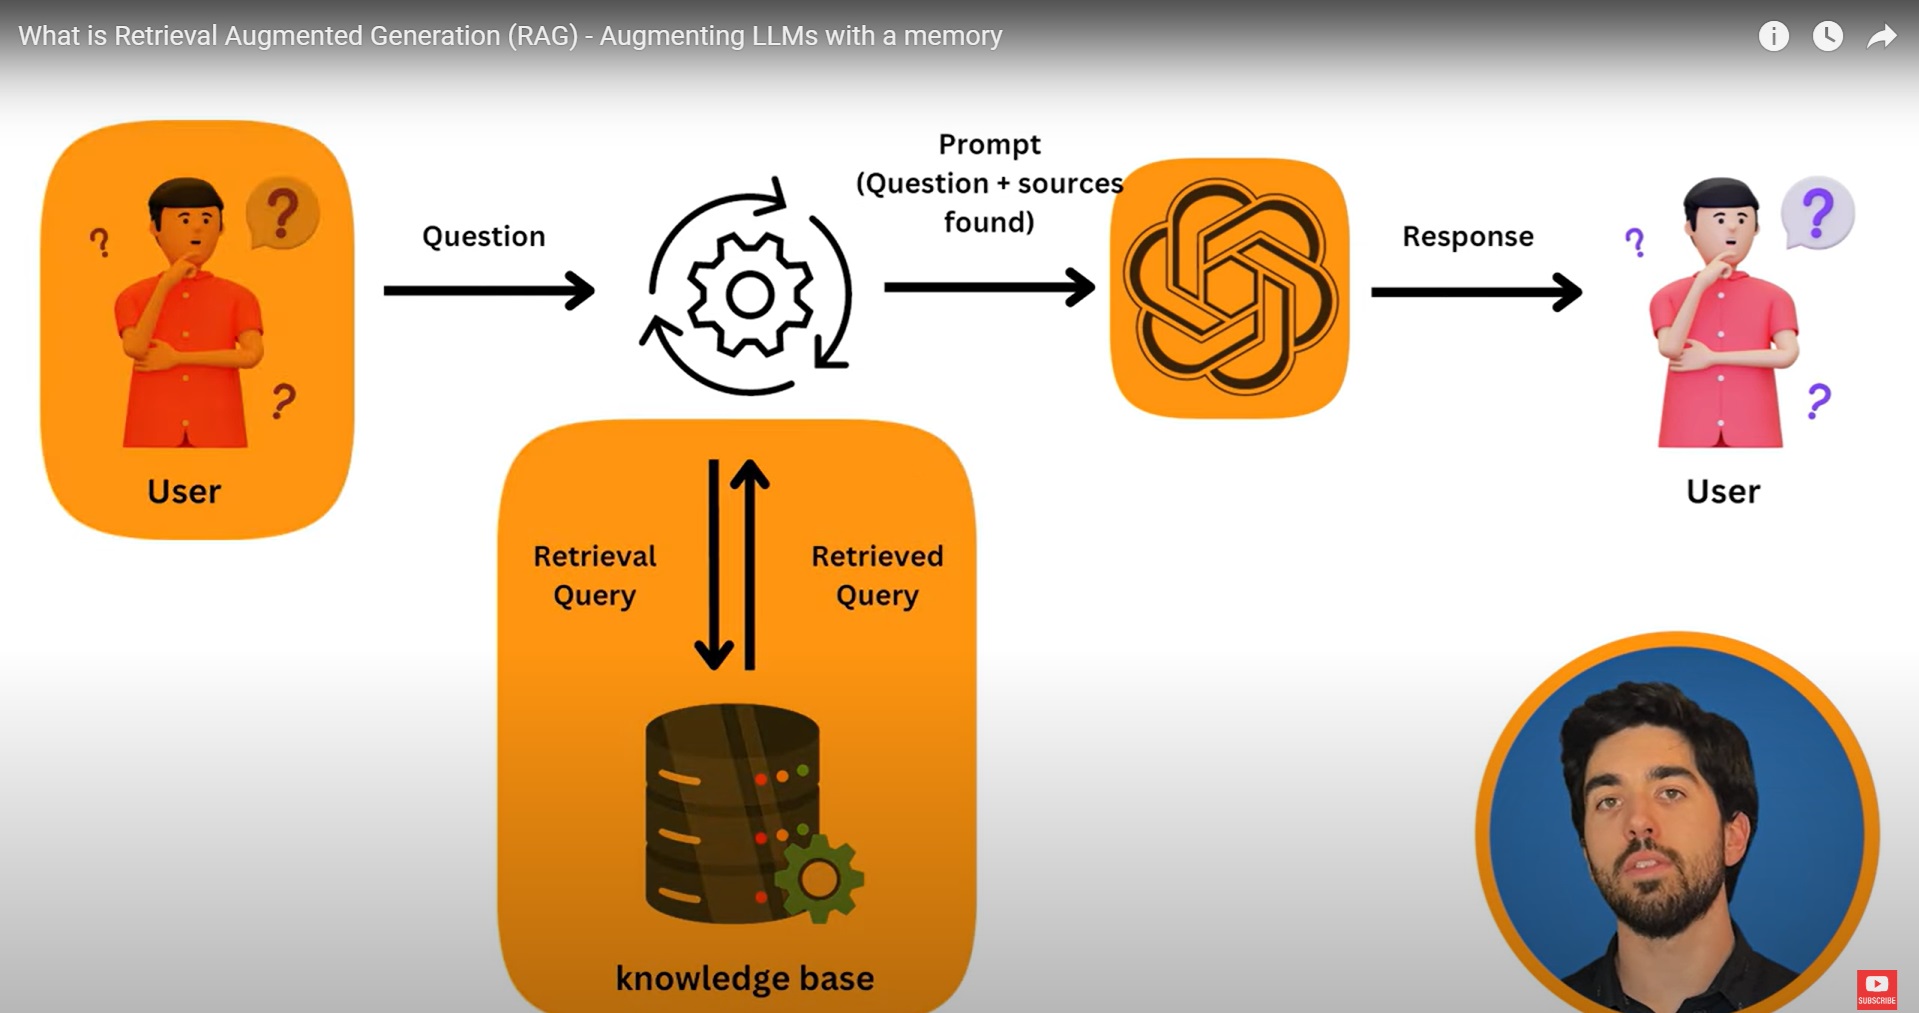 What is Retrieval Augmented Generation (RAG) - Augmenting LLMs with a memory
Prompt
(Question + sources
found)
Question
Response
?
?
?
?
?
?
User
User
Retrieval
Query
Retrieved
Query
knowledge base
SUBSCRIBE